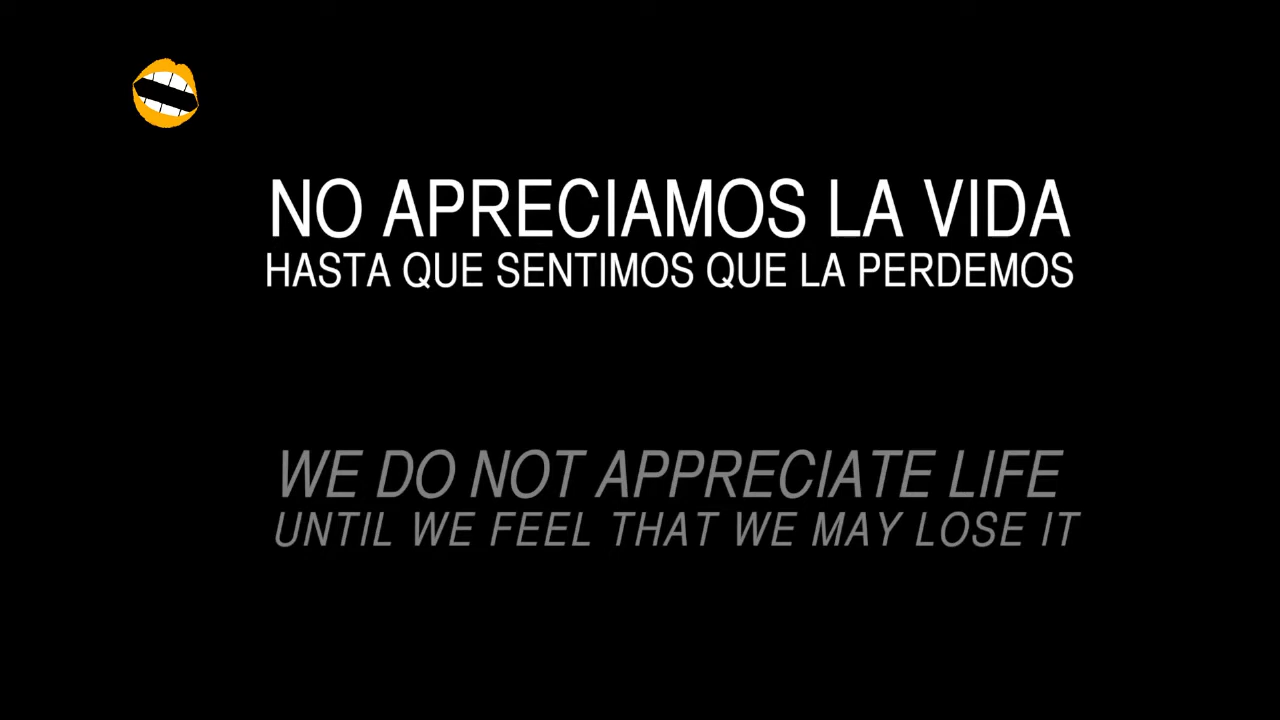 NO APRECIAMOS LA VIDA
HASTA QUE SENTIMOS QUE LA PERDEMOS
WE DO NOT APPRECIATE LIFE
UNTIL WE FEEL THAT WE MAY LOSE IT